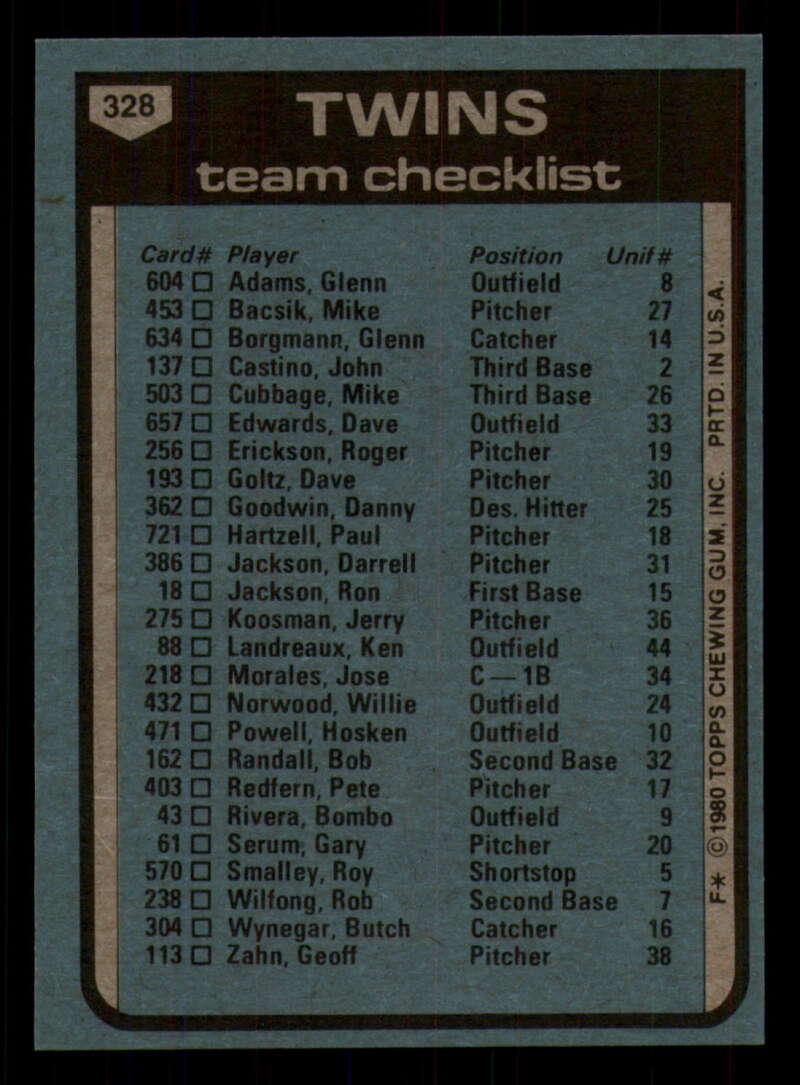 328
TWINS
team checklist
Card# Player Position Unif#
604 □ Adams, Glenn Outfield 8
453 □ Bacsik, Mike Pitcher 27
634 □ Borgmann, Glenn Catcher 14
137 □ Castino, John Third Base 2
503 □ Cubbage, Mike Third Base 26
657 □ Edwards, Dave Outfield 33
256 □ Erickson, Roger Pitcher 19
193 □ Goltz, Dave Pitcher 30
362 □ Goodwin, Danny Des. Hitter 25
721 □ Hartzell, Paul Pitcher 18
386 □ Jackson, Darrell Pitcher 31
18 □ Jackson, Ron First Base 15
275 □ Koosman, Jerry Pitcher 36
88 □ Landreaux, Ken Outfield 44
218 □ Morales, Jose C — 1B 34
432 □ Norwood, Willie Outfield 24
471 □ Powell, Hosken Outfield 10
162 □ Randall, Bob Second Base 32
403 □ Redfern, Pete Pitcher 17
43 □ Rivera, Bombo Outfield 9
61 □ Serum, Gary Pitcher 20
570 □ Smalley, Roy Shortstop 5
238 □ Wilfong, Rob Second Base 7
304 □ Wynegar, Butch Catcher 16
113 □ Zahn, Geoff Pitcher 38
F* ©1980 TOPPS CHEWING GUM, INC. PRTD. IN U.S.A.